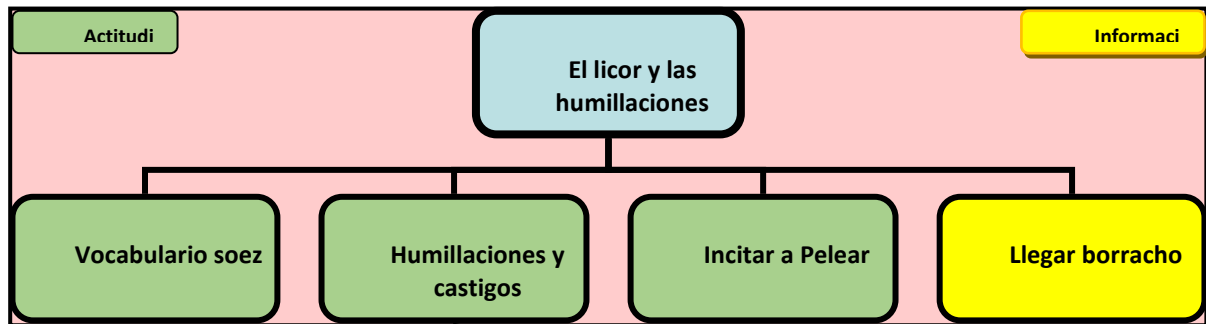 Actitudi
Informaci
El licor y las
humillaciones
Vocabulario soez
Humillaciones y
castigos
Incitar a Pelear
Llegar borracho